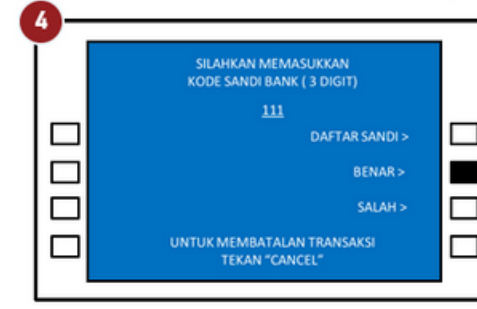 4
SILAHKAN MEMASUKKAN
KODE SANDI BANK ( 3 DIGIT)
111
DAFTAR SANDI >
BENAR >
SALAH >
UNTUK MEMBATALAN TRANSAKSI
TEKAN "CANCEL"